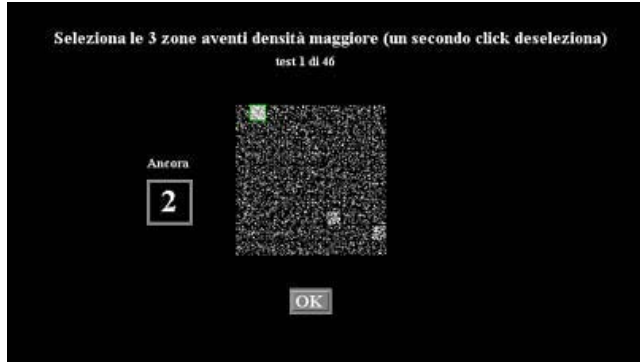 Seleziona le 3 zone aventi densità maggiore (un secondo click deseleziona)
test 1 di 46
Ancora
2
OK